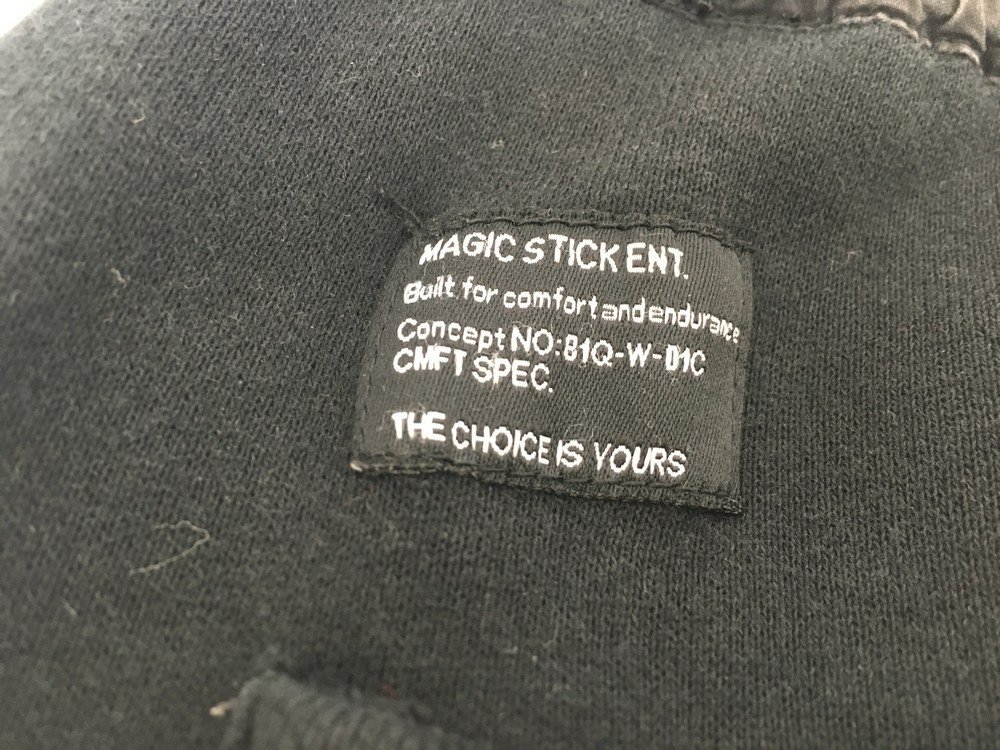 MAGIC STICK ENT.
Built for comfort and endurance
Concept NO:81Q-W-01C
CMFT SPEC.
THE CHOICE IS YOURS